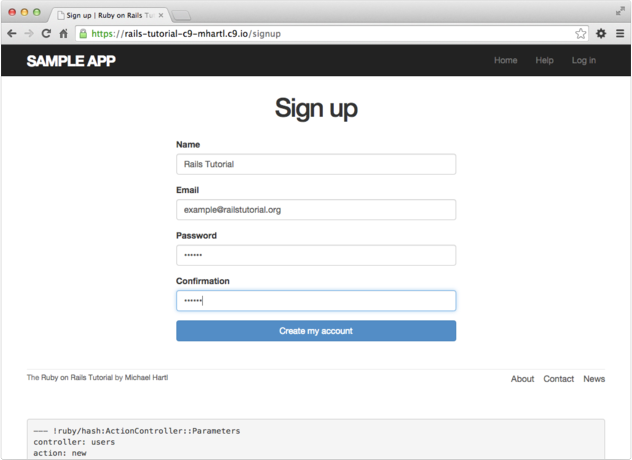 Sign up | Ruby on Rails Tu
https://rails-tutorial-c9-mhartl.c9.io/signup
SAMPLE APP Home Help Log in
Sign up
Name
Rails Tutorial
Email
example@railstutorial.org
Password
••••••
Confirmation
••••••
Create my account
The Ruby on Rails Tutorial by Michael Hartl About Contact News
--- !ruby/hash:ActionController::Parameters
controller: users
action: new